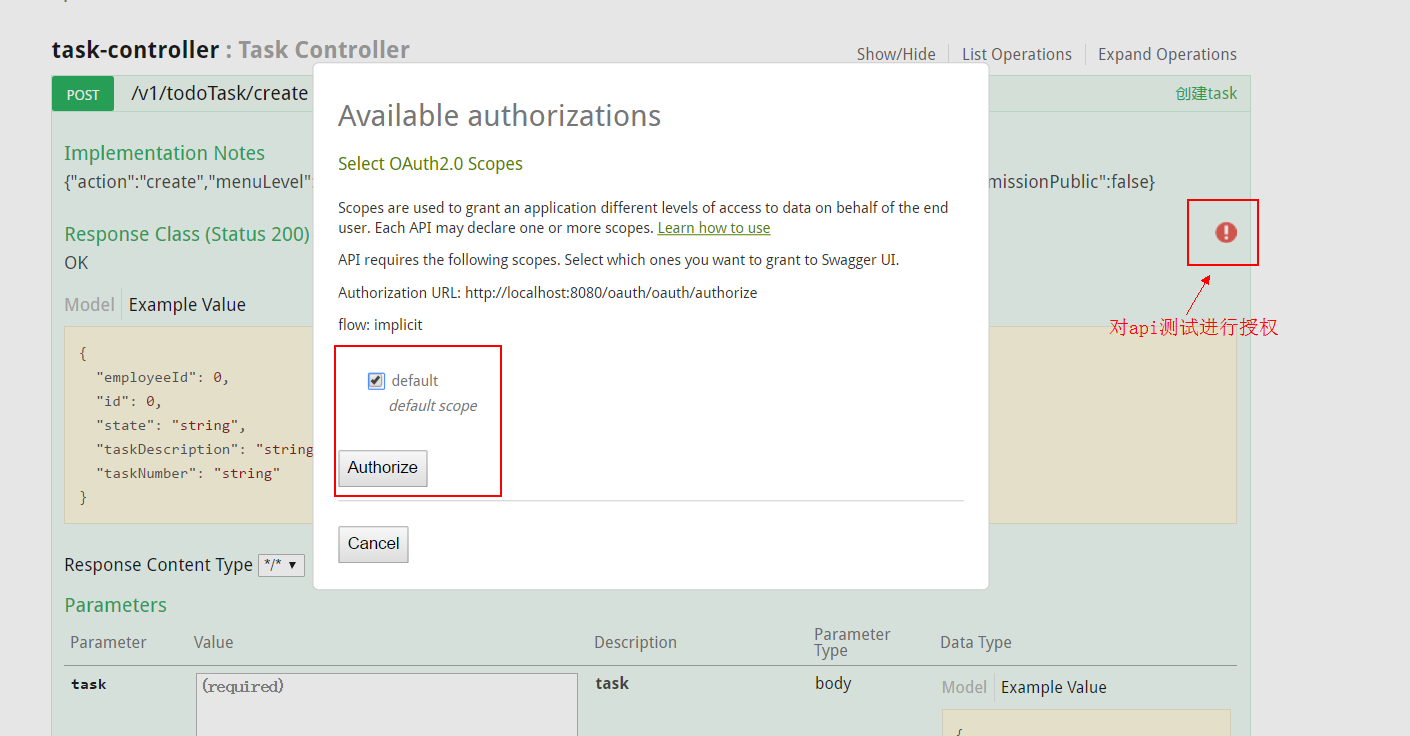 task-controller : Task Controller
Show/Hide List Operations Expand Operations
POST /v1/todoTask/create 创建task
Available authorizations
Select OAuth2.0 Scopes
Scopes are used to grant an application different levels of access to data on behalf of the end
user. Each API may declare one or more scopes. Learn how to use
API requires the following scopes. Select which ones you want to grant to Swagger UI.
Authorization URL: http://localhost:8080/oauth/oauth/authorize
flow: implicit
default
default scope
Authorize
Cancel
Implementation Notes
{"action":"create","menuLevel": missionPublic":false}
Response Class (Status 200)
OK
对api测试进行授权
Model Example Value
{
"employeeId": 0,
"id": 0,
"state": "string",
"taskDescription": "string
"taskNumber": "string"
}
Response Content Type */*
Parameters
Parameter Value Description Parameter Type Data Type
task (required) task body Model Example Value
{